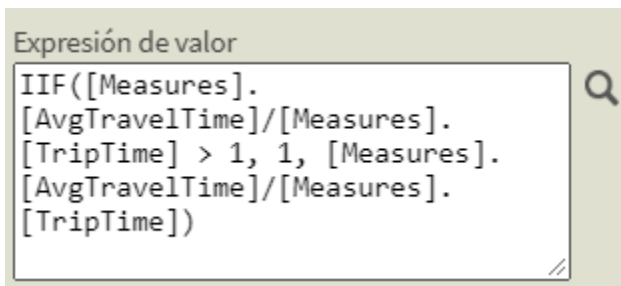 Expresión de valor
IIF([Measures].
[AvgTravelTime]/[Measures].
[TripTime] > 1, 1, [Measures].
[AvgTravelTime]/[Measures].
[TripTime])